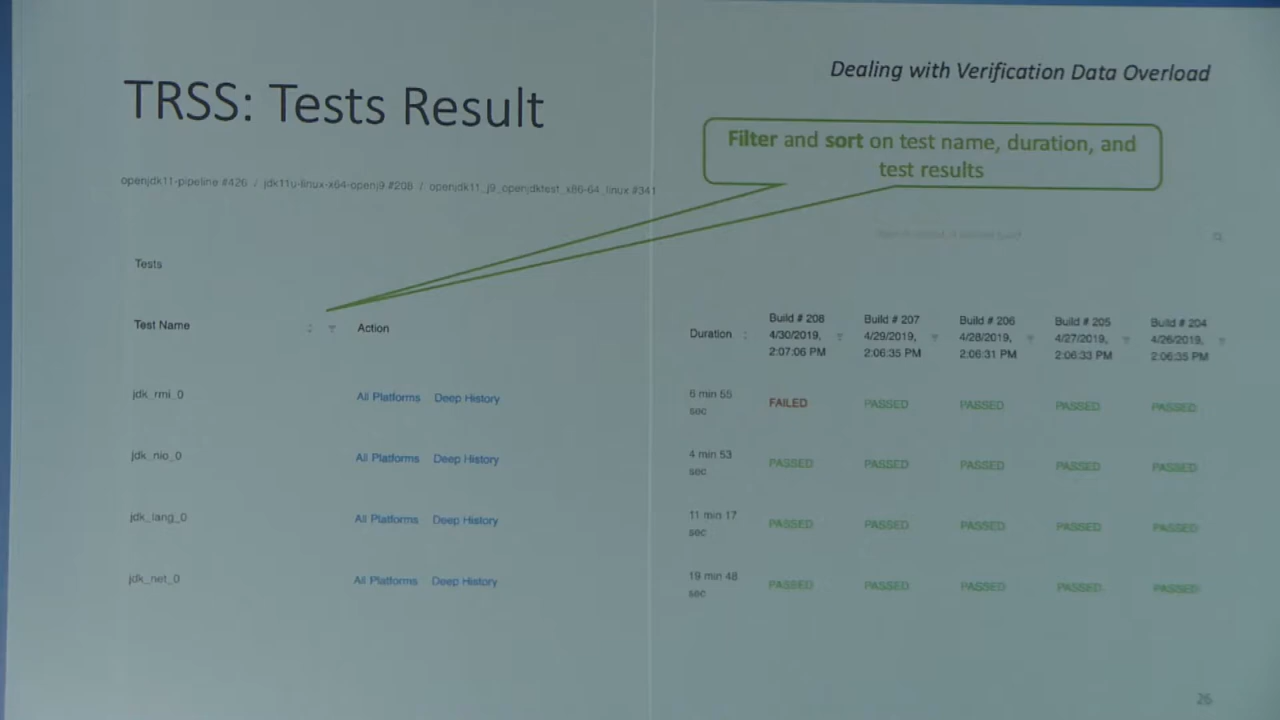 Dealing with Verification Data Overload
TRSS: Tests Result
Filter and sort on test name, duration, and
test results
openjdk11-pipeline #426 / jdk11u-linux-x64-openj9 #208 / openjdk11_j9_openjdktest_x86-64_linux #341
Tests
Test Name Action Duration Build # 208 4/30/2019, 2:07:06 PM Build # 207 4/29/2019, 2:06:35 PM Build # 206 4/28/2019, 2:06:31 PM Build # 205 4/27/2019, 2:06:33 PM Build # 204 4/26/2019, 2:06:35 PM
jdk_rmi_0 All Platforms Deep History 6 min 55 sec FAILED PASSED PASSED PASSED PASSED
jdk_nio_0 All Platforms Deep History 4 min 53 sec PASSED PASSED PASSED PASSED PASSED
jdk_lang_0 All Platforms Deep History 11 min 17 sec PASSED PASSED PASSED PASSED PASSED
jdk_net_0 All Platforms Deep History 19 min 48 sec PASSED PASSED PASSED PASSED PASSED
26